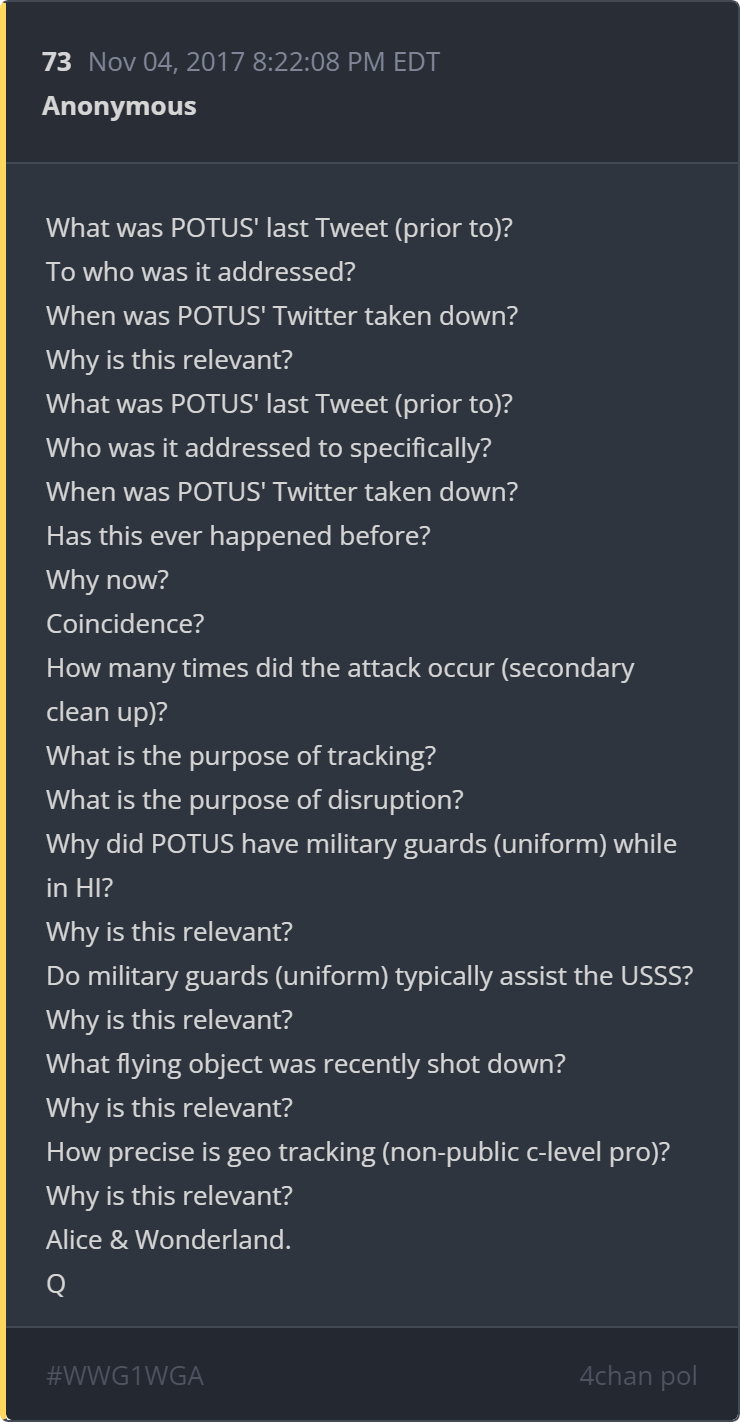 73 Nov 04, 2017 8:22:08 PM EDT
Anonymous
What was POTUS' last Tweet (prior to)?
To who was it addressed?
When was POTUS' Twitter taken down?
Why is this relevant?
What was POTUS' last Tweet (prior to)?
Who was it addressed to specifically?
When was POTUS' Twitter taken down?
Has this ever happened before?
Why now?
Coincidence?
How many times did the attack occur (secondary
clean up)?
What is the purpose of tracking?
What is the purpose of disruption?
Why did POTUS have military guards (uniform) while
in HI?
Why is this relevant?
Do military guards (uniform) typically assist the USSS?
Why is this relevant?
What flying object was recently shot down?
Why is this relevant?
How precise is geo tracking (non-public c-level pro)?
Why is this relevant?
Alice & Wonderland.
Q
#WWG1WGA 4chan pol